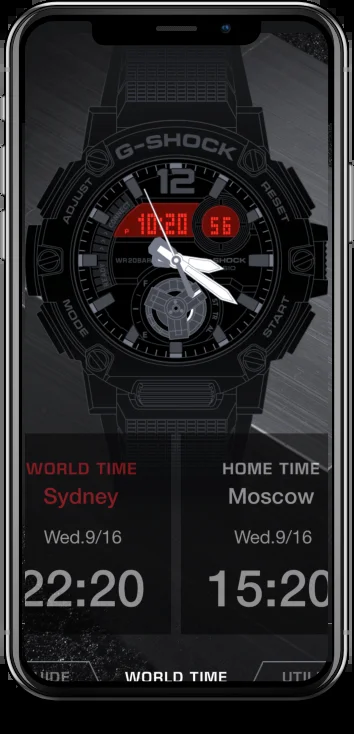 G-SHOCK
ADJUST
RESET
12
P 10:20 56
WR20BAR
G-SHOCK
MODE
START
WORLD TIME
HOME TIME
Sydney
Moscow
Wed.9/16
Wed.9/16
22:20
15:20
WORLD TIME
UTIL